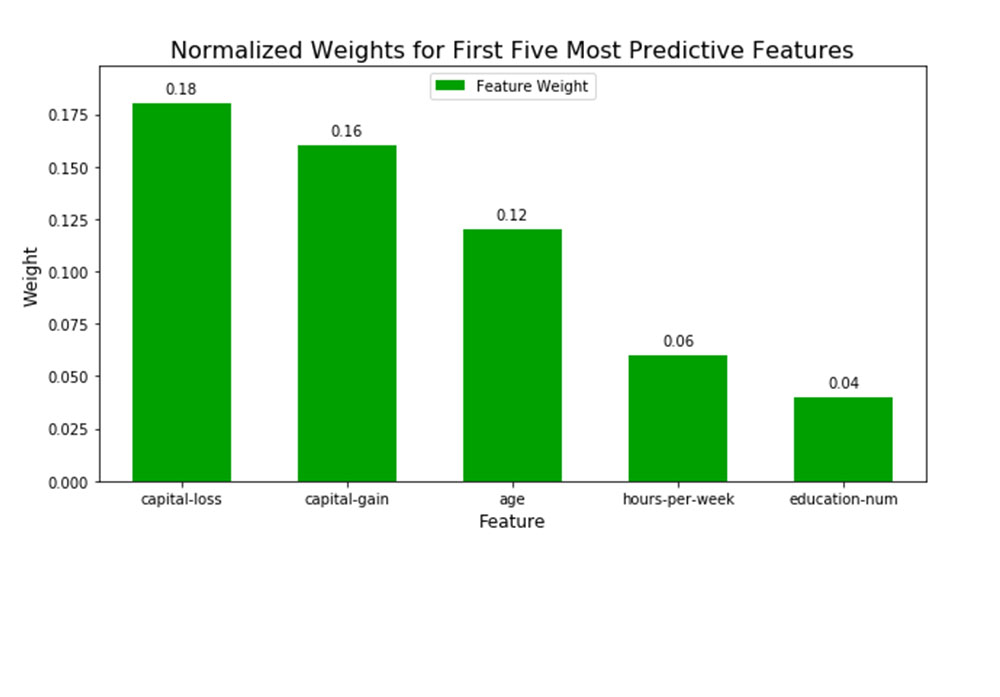 Normalized Weights for First Five Most Predictive Features
Feature Weight
0.18
0.16
0.12
0.06
0.04
0.175
0.150
0.125
0.100
0.075
0.050
0.025
0.000
Weight
capital-loss
capital-gain
age
hours-per-week
education-num
Feature